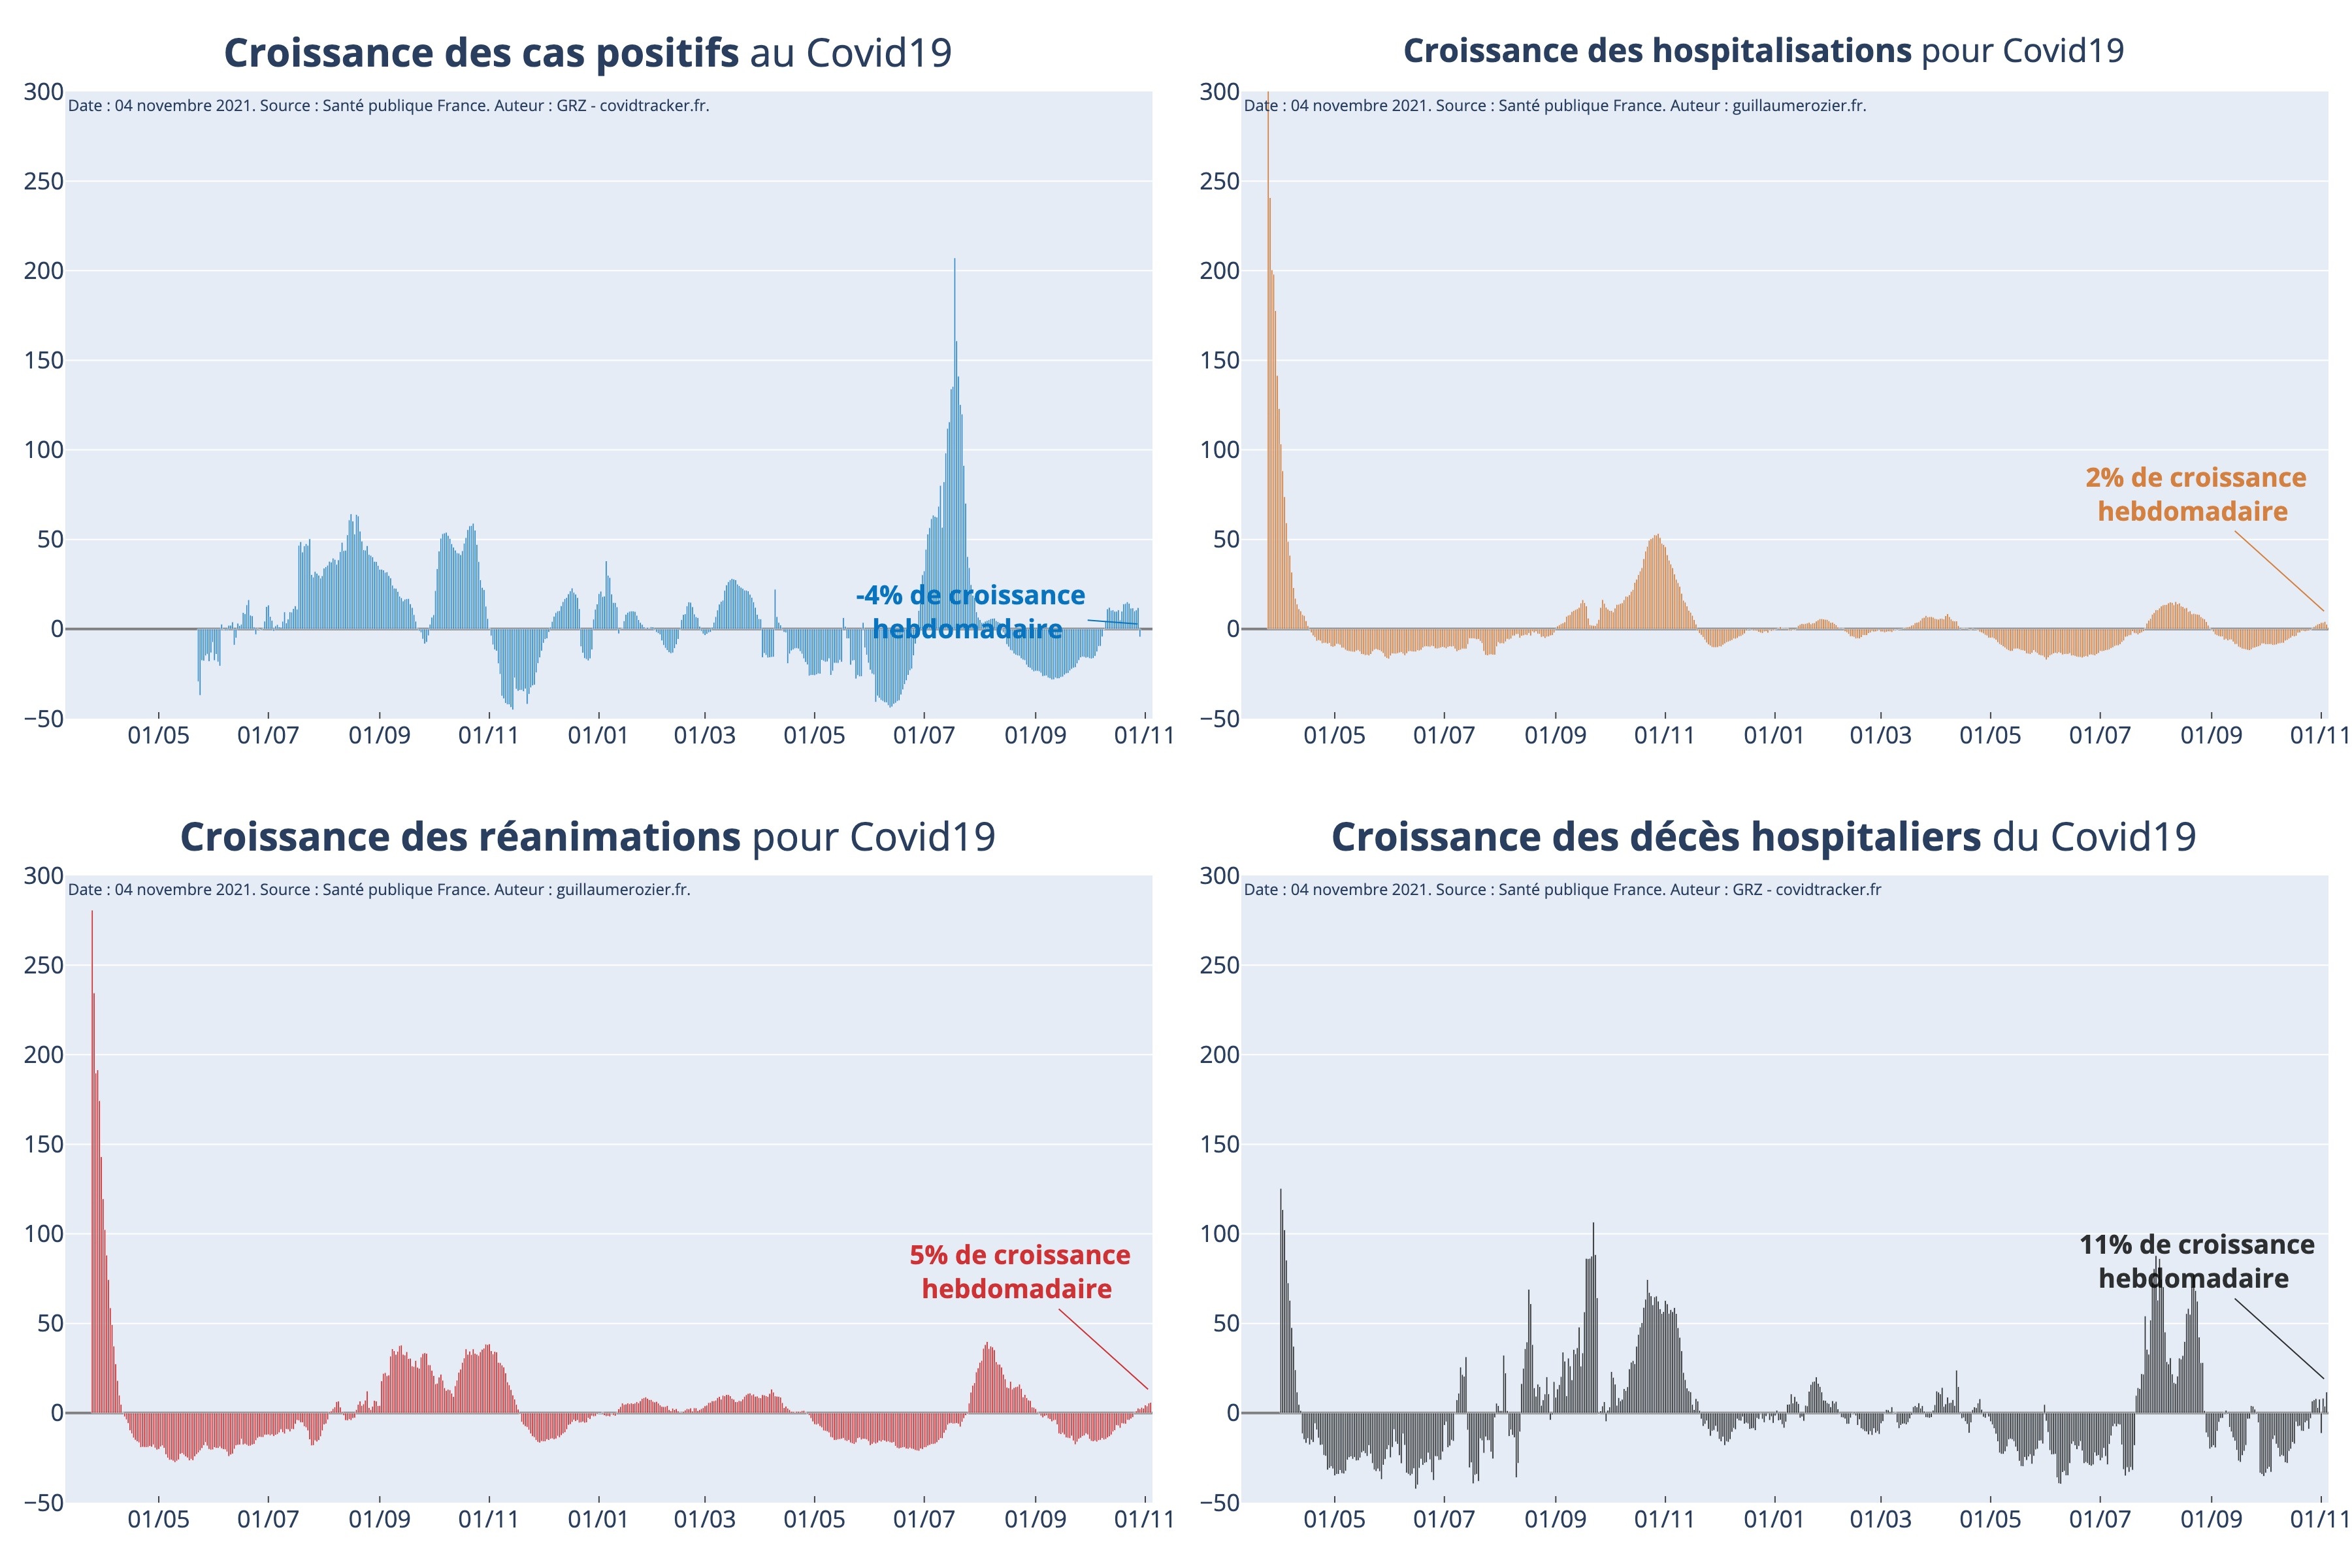 Croissance des cas positifs au Covid19
Date : 04 novembre 2021. Source : Santé publique France. Auteur : GRZ - covidtracker.fr.
300
250
200
150
100
50
0
−50
-4% de croissance
hebdomadaire
01/05 01/07 01/09 01/11 01/01 01/03 01/05 01/07 01/09 01/11
Croissance des hospitalisations pour Covid19
Date : 04 novembre 2021. Source : Santé publique France. Auteur : guillaumerozier.fr.
300
250
200
150
100
50
0
−50
2% de croissance
hebdomadaire
01/05 01/07 01/09 01/11 01/01 01/03 01/05 01/07 01/09 01/11
Croissance des réanimations pour Covid19
Date : 04 novembre 2021. Source : Santé publique France. Auteur : guillaumerozier.fr.
300
250
200
150
100
50
0
−50
5% de croissance
hebdomadaire
01/05 01/07 01/09 01/11 01/01 01/03 01/05 01/07 01/09 01/11
Croissance des décès hospitaliers du Covid19
Date : 04 novembre 2021. Source : Santé publique France. Auteur : GRZ - covidtracker.fr
300
250
200
150
100
50
0
−50
11% de croissance
hebdomadaire
01/05 01/07 01/09 01/11 01/01 01/03 01/05 01/07 01/09 01/11